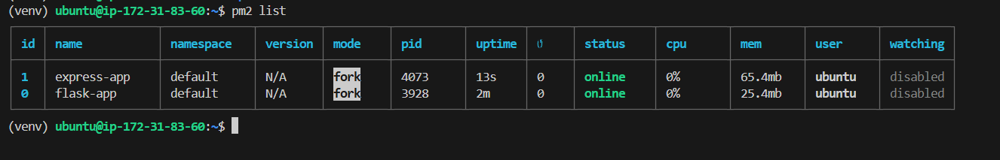 (venv) ubuntu@ip-172-31-83-60:~$ pm2 list
id name namespace version mode pid uptime ↺ status cpu mem user watching
1 express-app default N/A fork 4073 13s 0 online 0% 65.4mb ubuntu disabled
0 flask-app default N/A fork 3928 2m 0 online 0% 25.4mb ubuntu disabled
(venv) ubuntu@ip-172-31-83-60:~$